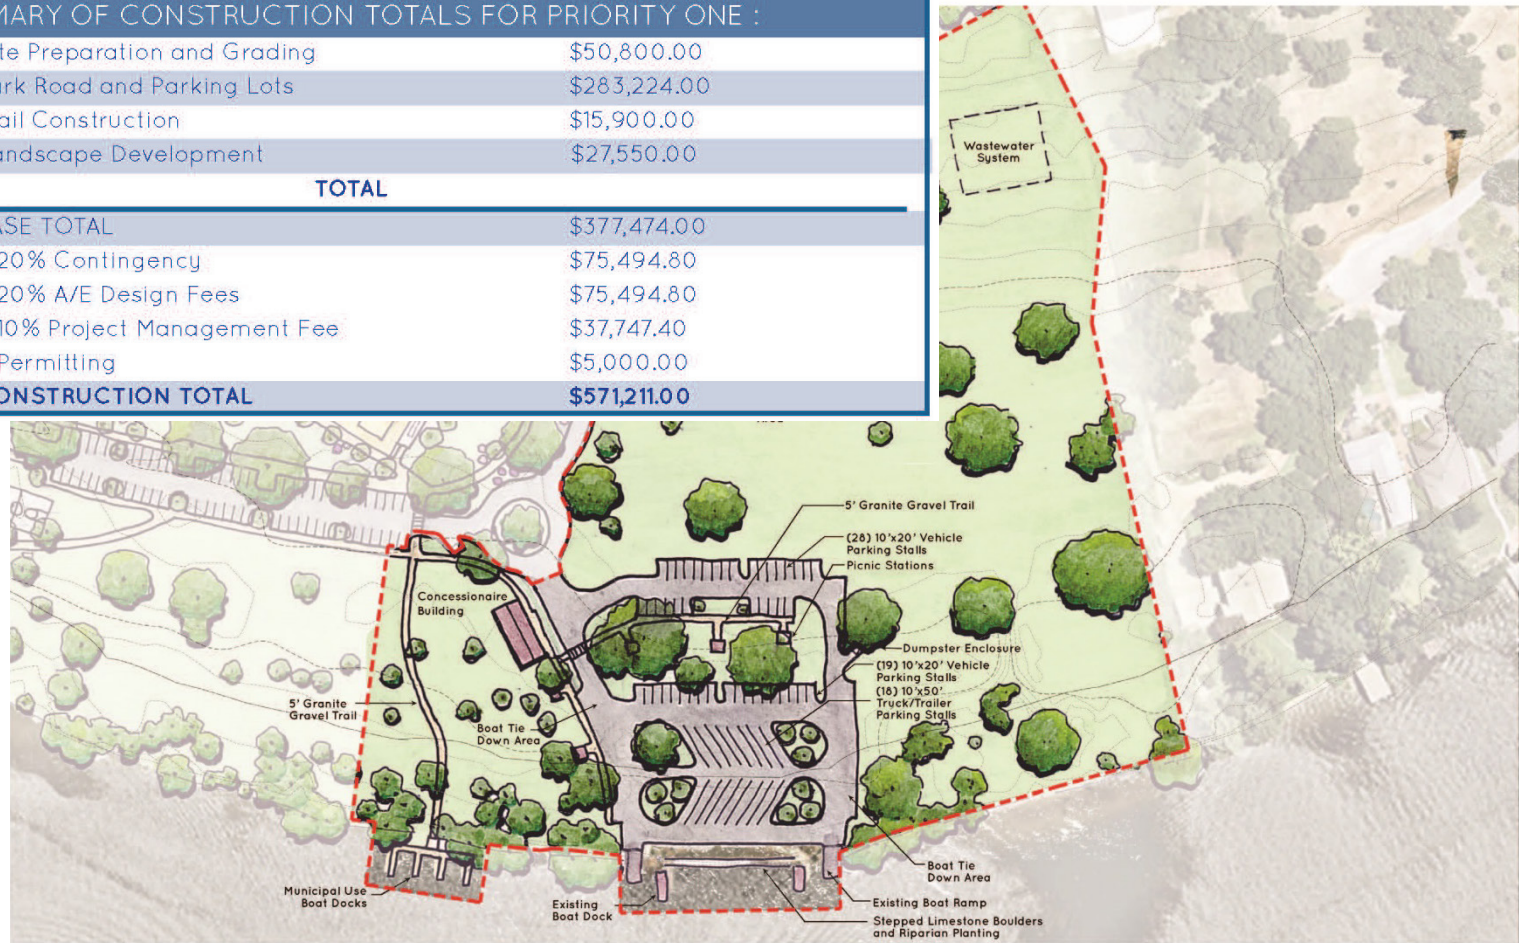 MARY OF CONSTRUCTION TOTALS FOR PRIORITY ONE :
te Preparation and Grading $50,800.00
ark Road and Parking Lots $283,224.00
ail Construction $15,900.00
andscape Development $27,550.00
TOTAL
ASE TOTAL $377,474.00
20% Contingency $75,494.80
20% A/E Design Fees $75,494.80
10% Project Management Fee $37,747.40
Permitting $5,000.00
ONSTRUCTION TOTAL $571,211.00
Wastewater
System
5' Granite Gravel Trail
(28) 10'x20' Vehicle
Parking Stalls
Picnic Stations
Concessionaire
Building
Dumpster Enclosure
(19) 10'x20' Vehicle
Parking Stalls
(18) 10'x50'
Truck/Trailer
Parking Stalls
5' Granite
Gravel Trail
Boat Tie
Down Area
Boat Tie
Down Area
Municipal Use
Boat Docks
Existing
Boat Dock
Existing Boat Ramp
Stepped Limestone Boulders
and Riparian Planting